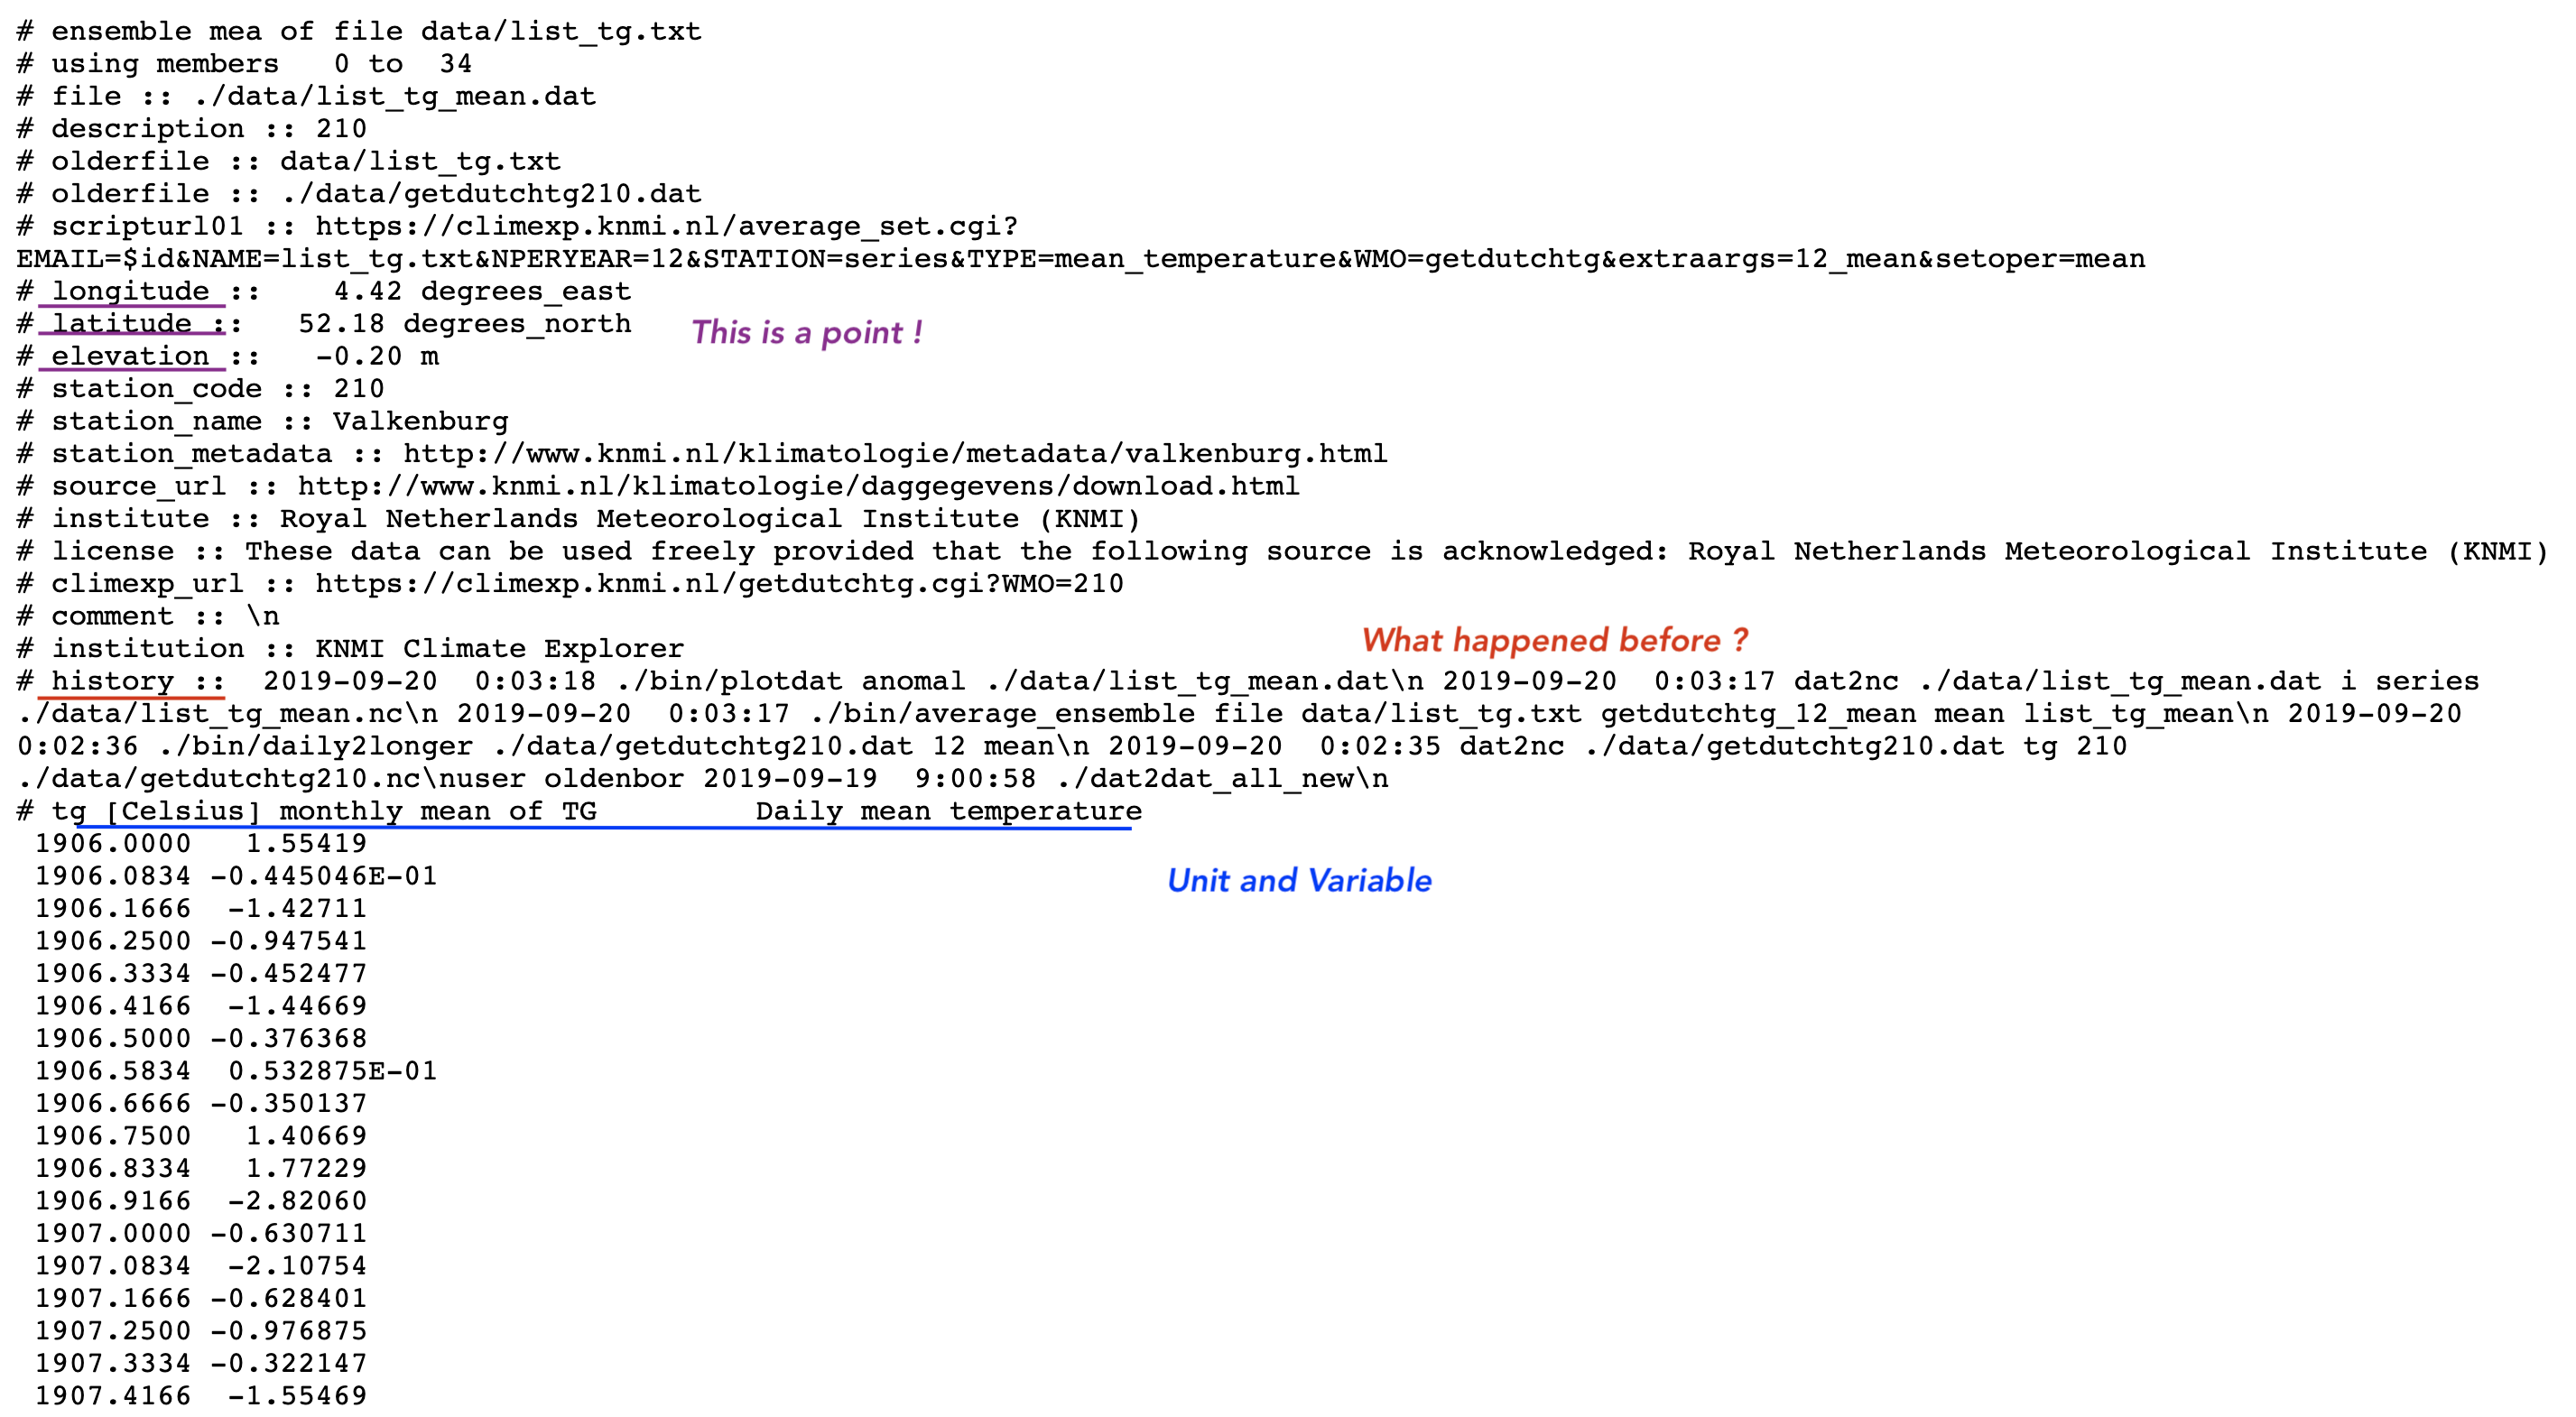 # ensemble mea of file data/list_tg.txt
# using members   0 to  34
# file :: ./data/list_tg_mean.dat
# description :: 210
# olderfile :: data/list_tg.txt
# olderfile :: ./data/getdutchtg210.dat
# scripturl01 :: https://climexp.knmi.nl/average_set.cgi?
EMAIL=$id&NAME=list_tg.txt&NPERYEAR=12&STATION=series&TYPE=mean_temperature&WMO=getdutchtg&extraargs=12_mean&setoper=mean
# longitude ::    4.42 degrees_east
# latitude ::   52.18 degrees_north
This is a point !
# elevation ::   -0.20 m
# station_code :: 210
# station_name :: Valkenburg
# station_metadata :: http://www.knmi.nl/klimatologie/metadata/valkenburg.html
# source_url :: http://www.knmi.nl/klimatologie/daggegevens/download.html
# institute :: Royal Netherlands Meteorological Institute (KNMI)
# license :: These data can be used freely provided that the following source is acknowledged: Royal Netherlands Meteorological Institute (KNMI)
# climexp_url :: https://climexp.knmi.nl/getdutchtg.cgi?WMO=210
# comment :: \n
# institution :: KNMI Climate Explorer
What happened before ?
# history ::  2019-09-20  0:03:18 ./bin/plotdat anomal ./data/list_tg_mean.dat\n 2019-09-20  0:03:17 dat2nc ./data/list_tg_mean.dat i series
./data/list_tg_mean.nc\n 2019-09-20  0:03:17 ./bin/average_ensemble file data/list_tg.txt getdutchtg_12_mean mean list_tg_mean\n 2019-09-20
0:02:36 ./bin/daily2longer ./data/getdutchtg210.dat 12 mean\n 2019-09-20  0:02:35 dat2nc ./data/getdutchtg210.dat tg 210
./data/getdutchtg210.nc\nuser oldenbor 2019-09-19  9:00:58 ./dat2dat_all_new\n
# tg [Celsius] monthly mean of TG         Daily mean temperature
1906.0000   1.55419
1906.0834 -0.445046E-01
Unit and Variable
1906.1666  -1.42711
1906.2500 -0.947541
1906.3334 -0.452477
1906.4166  -1.44669
1906.5000 -0.376368
1906.5834  0.532875E-01
1906.6666 -0.350137
1906.7500   1.40669
1906.8334   1.77229
1906.9166  -2.82060
1907.0000 -0.630711
1907.0834  -2.10754
1907.1666 -0.628401
1907.2500 -0.976875
1907.3334 -0.322147
1907.4166  -1.55469